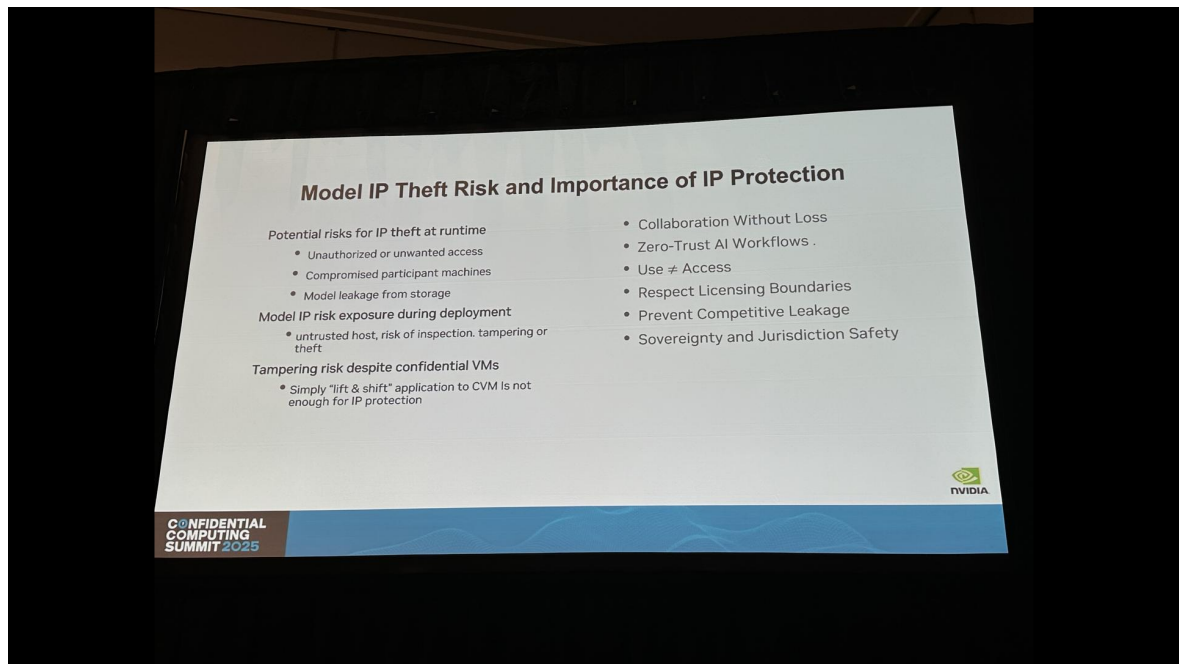 Model IP Theft Risk and Importance of IP Protection
Potential risks for IP theft at runtime
• Unauthorized or unwanted access
• Compromised participant machines
• Model leakage from storage
Model IP risk exposure during deployment
• untrusted host, risk of inspection. tampering or
theft
Tampering risk despite confidential VMs
• Simply "lift & shift" application to CVM Is not
enough for IP protection
• Collaboration Without Loss
• Zero-Trust AI Workflows .
• Use ≠ Access
• Respect Licensing Boundaries
• Prevent Competitive Leakage
• Sovereignty and Jurisdiction Safety
NVIDIA
CONFIDENTIAL
COMPUTING
SUMMIT 2025